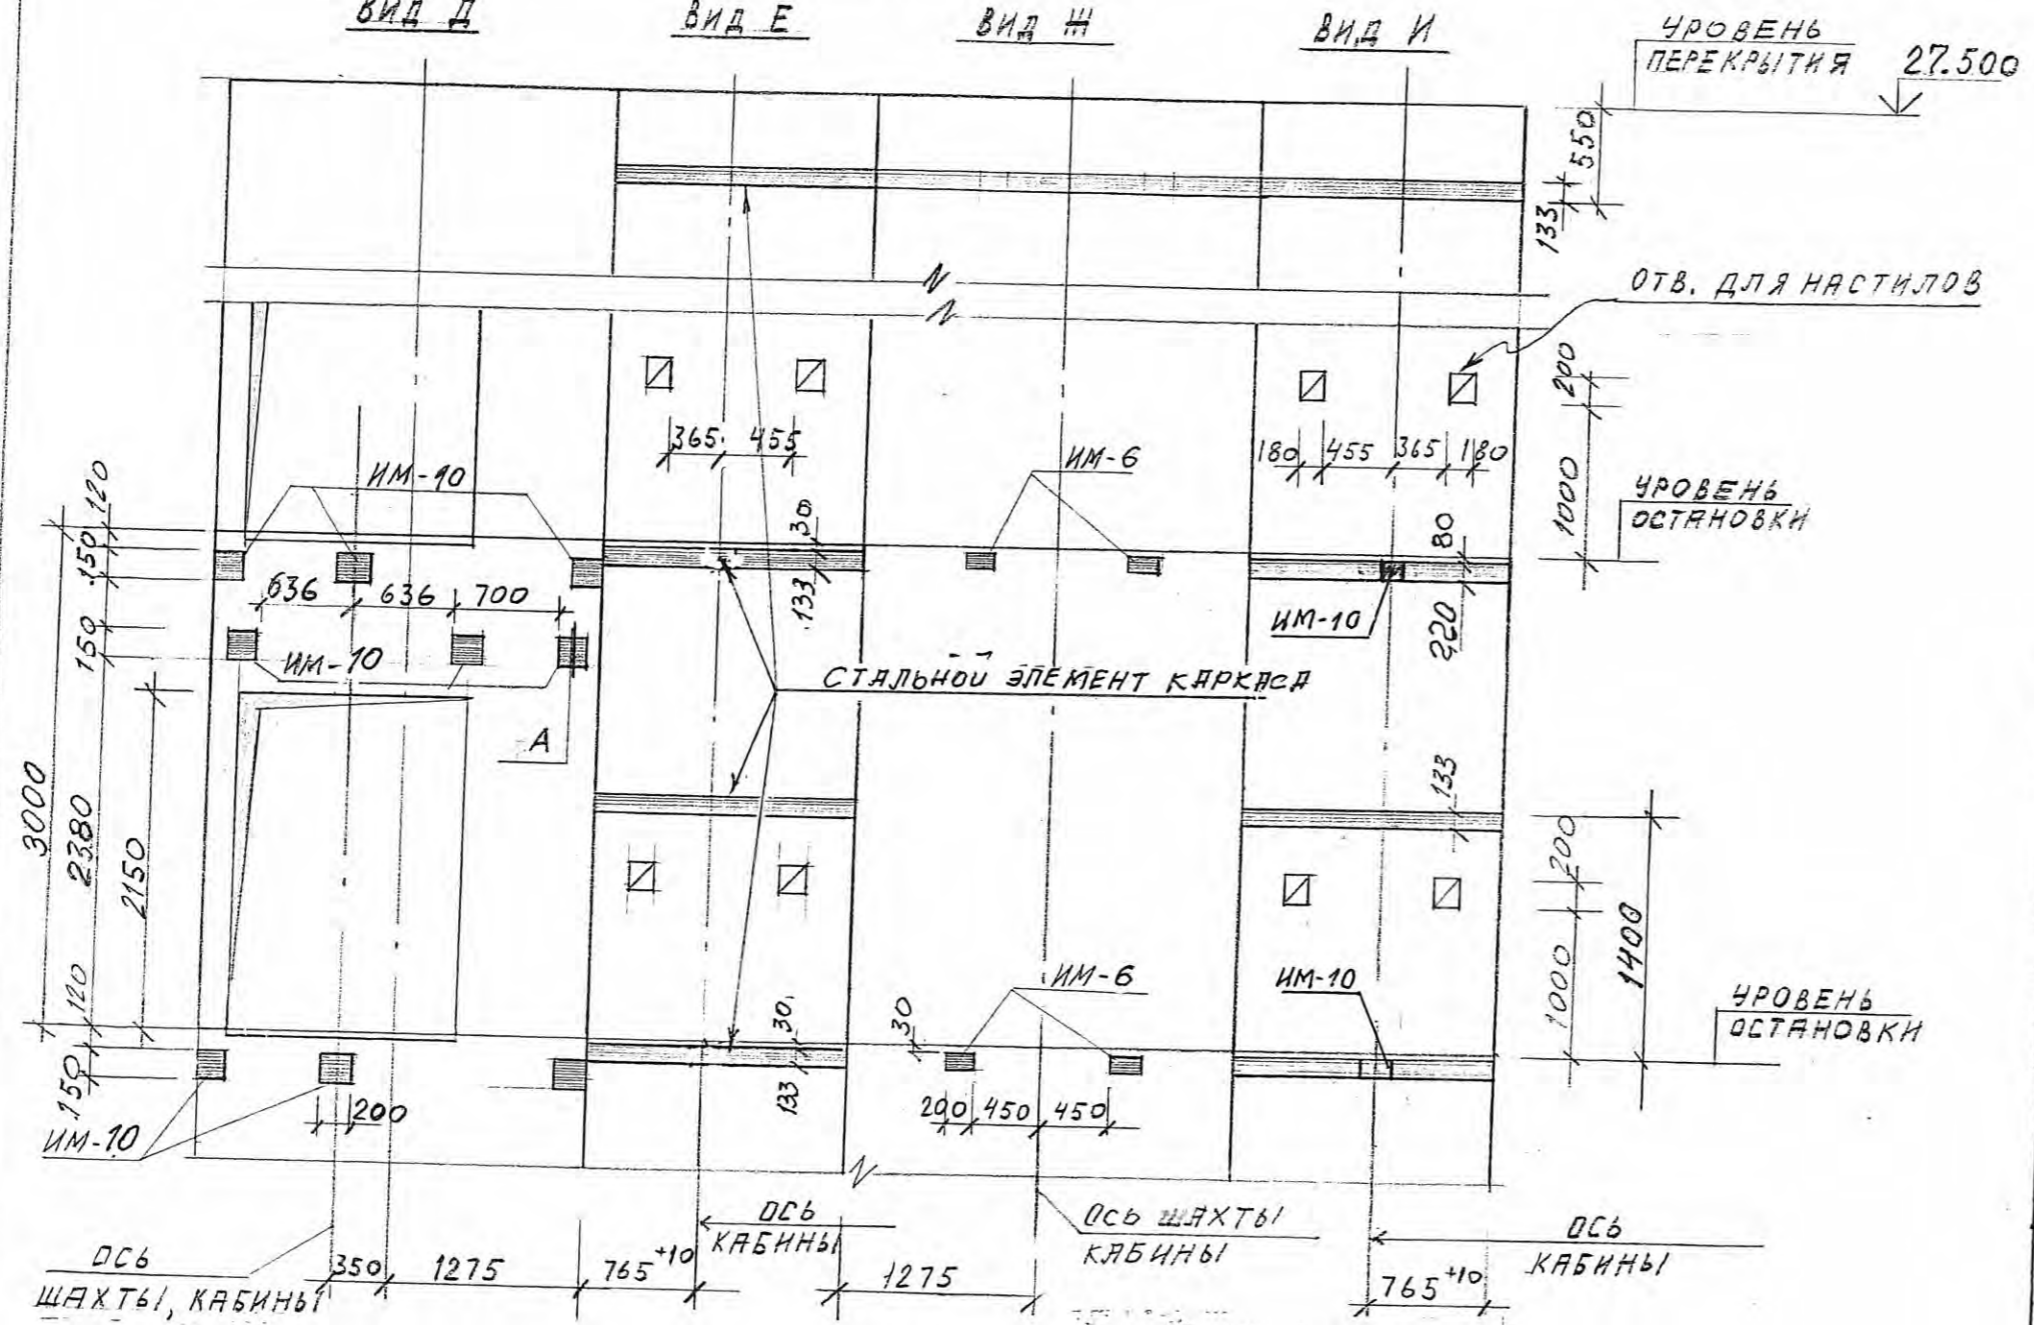 ВИД Д
ВИД Е
ВИД Ж
ВИД И
УРОВЕНЬ
ПЕРЕКРЫТИЯ
27.500
550
133
ОТВ. ДЛЯ НАСТИЛОВ
200
365 455
180 455 365 180
1000
ИМ-10
ИМ-6
УРОВЕНЬ
ОСТАНОВКИ
120
150
30
80
636 636 700
133
ИМ-10
220
150
ИМ-10
СТАЛЬНОЙ ЭЛЕМЕНТ КАРКАСА
А
133
3000
2380
2150
200
1400
1000
120
ИМ-6
ИМ-10
УРОВЕНЬ
ОСТАНОВКИ
30
30
150
133
200
200 450 450
ИМ-10
ОСЬ
КАБИНЫ
ОСЬ ШАХТЫ
КАБИНЫ
ОСЬ
КАБИНЫ
ОСЬ
ШАХТЫ, КАБИНЫ
350 1275 765 +10 1275 765 +10